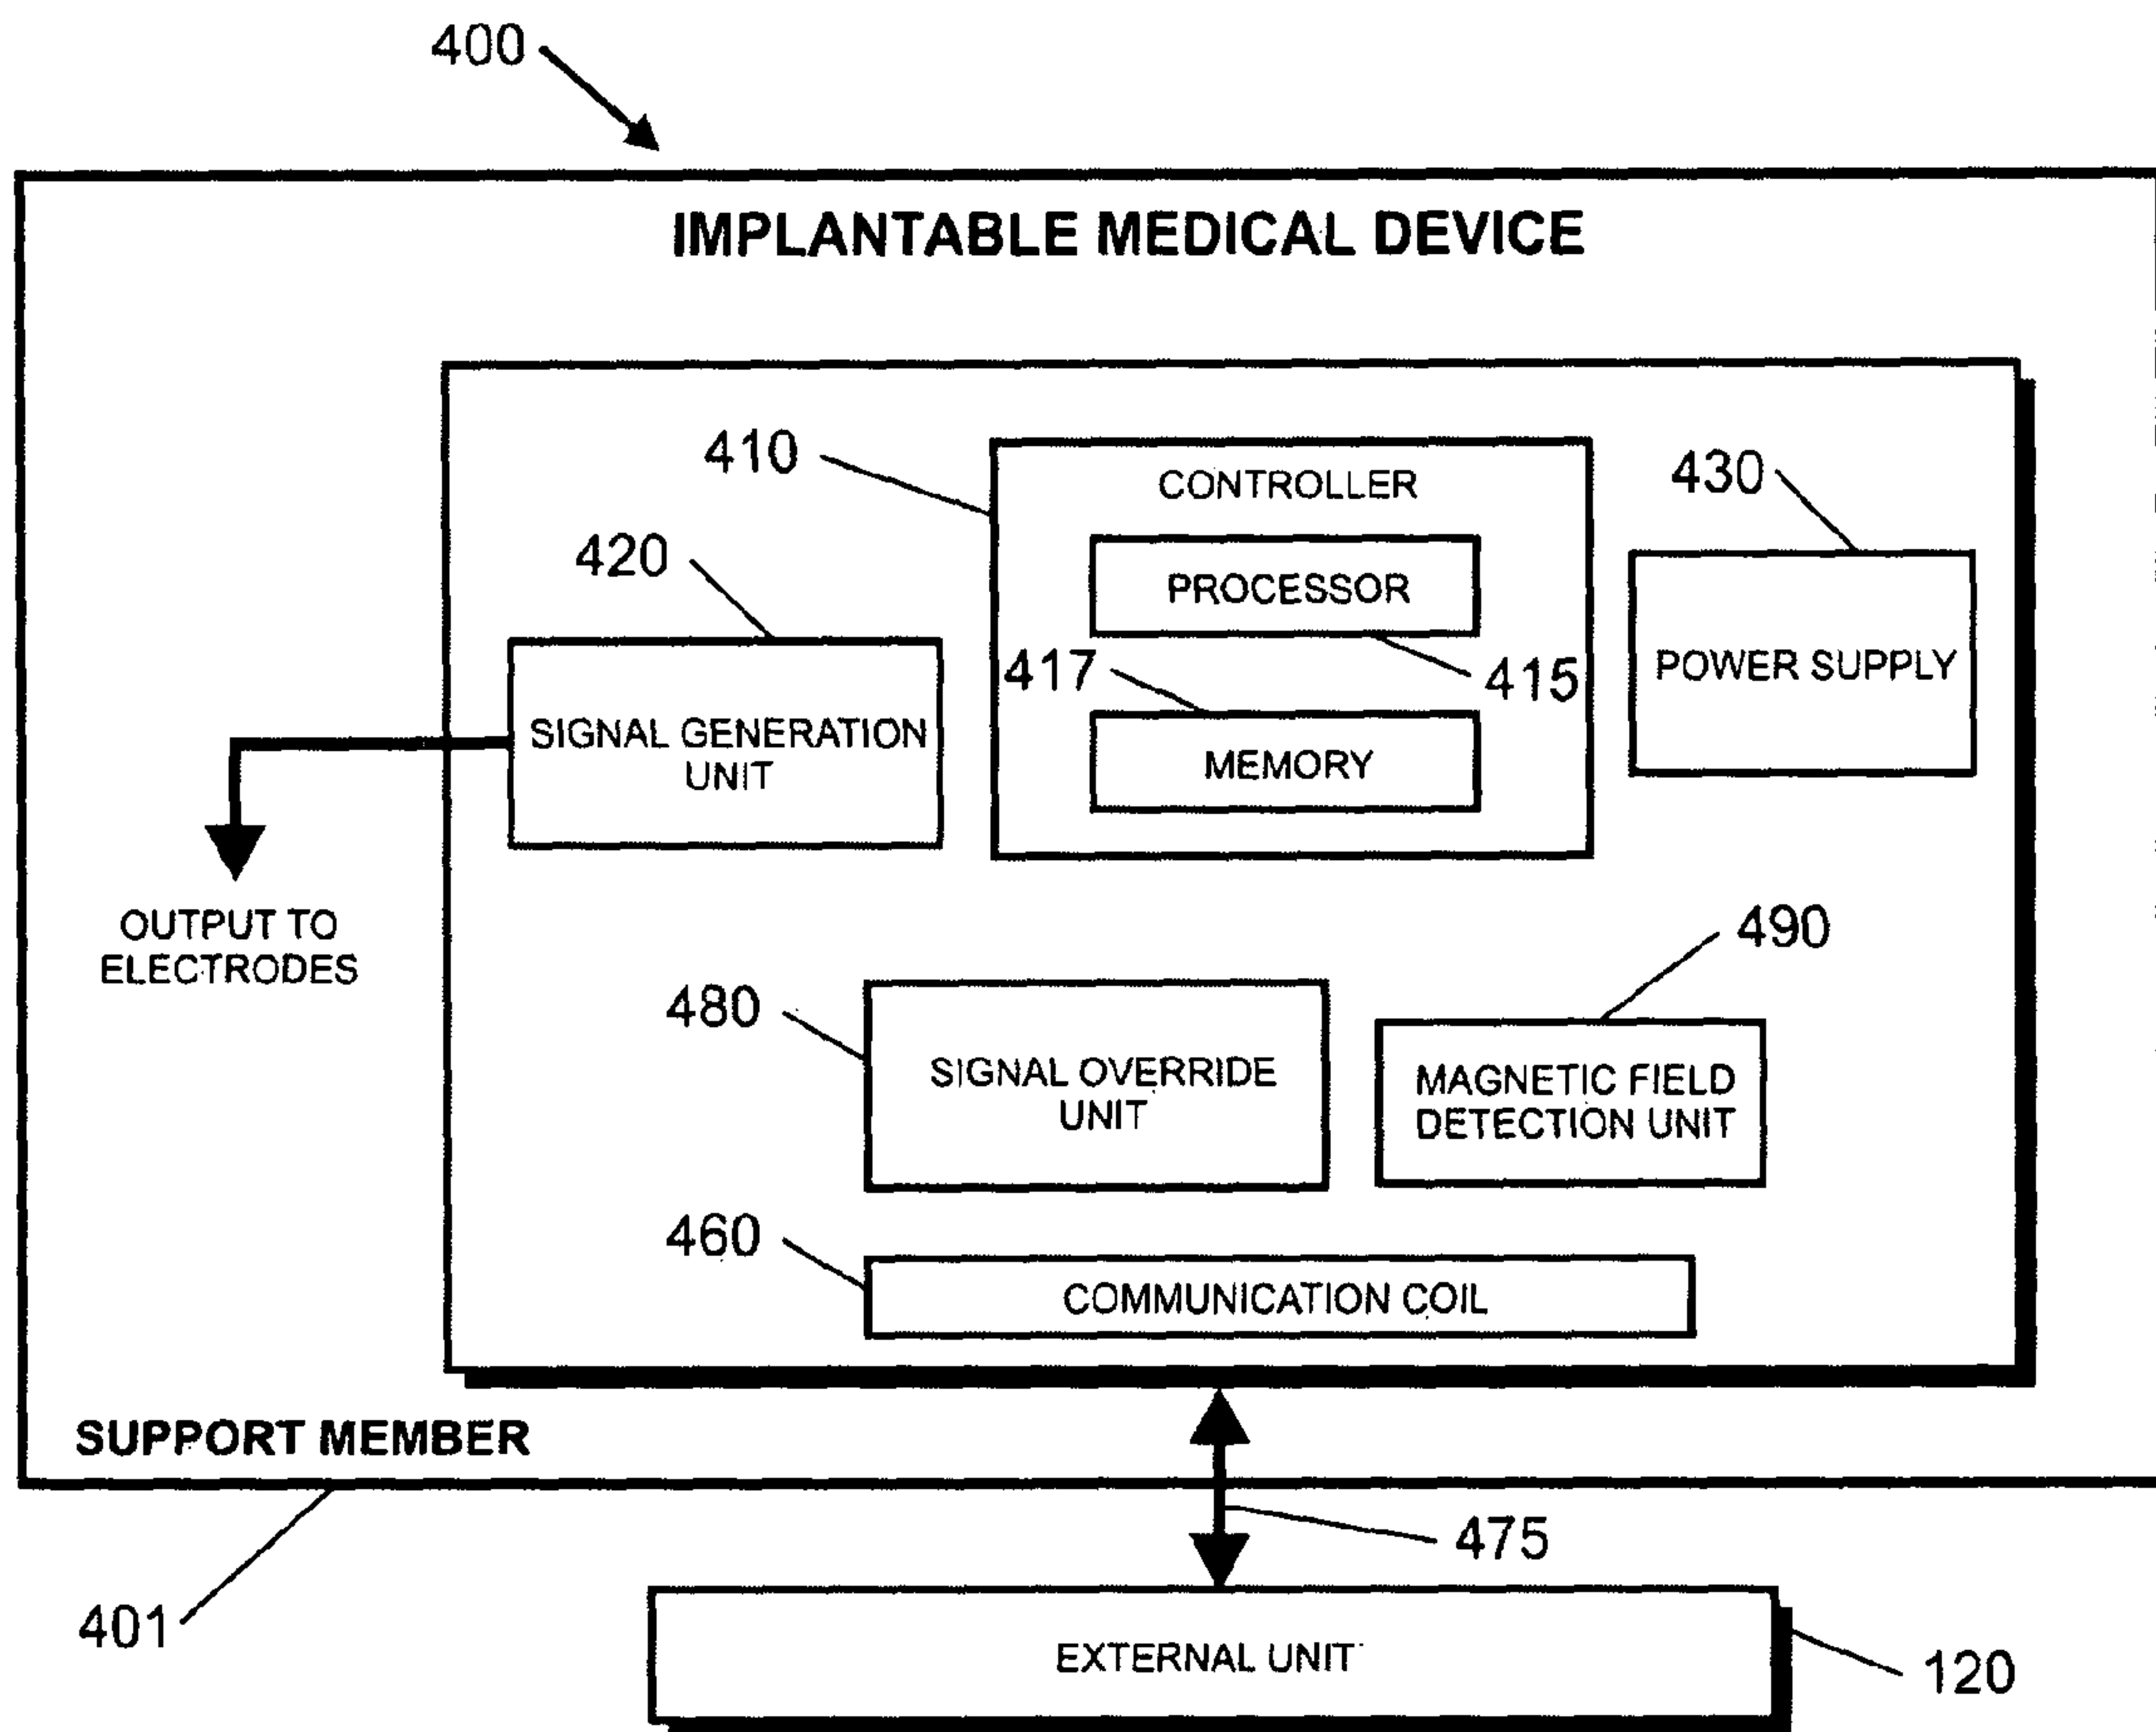 400
IMPLANTABLE MEDICAL DEVICE
410
CONTROLLER
430
420
PROCESSOR
417
415
POWER SUPPLY
SIGNAL GENERATION
UNIT
MEMORY
OUTPUT TO
ELECTRODES
490
480
SIGNAL OVERRIDE
UNIT
MAGNETIC FIELD
DETECTION UNIT
460
COMMUNICATION COIL
SUPPORT MEMBER
475
401
EXTERNAL UNIT
120